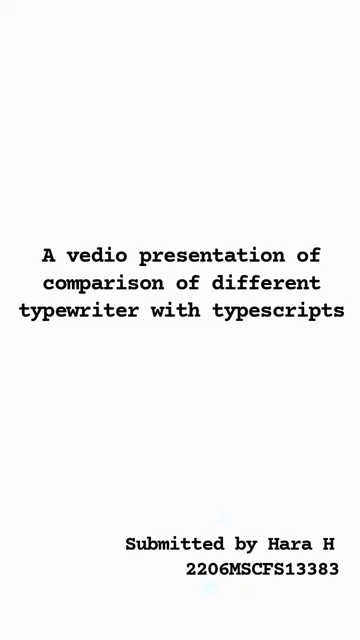 A vedio presentation of
comparison of different
typewriter with typescripts
Submitted by Hara H
2206MSCFS13383